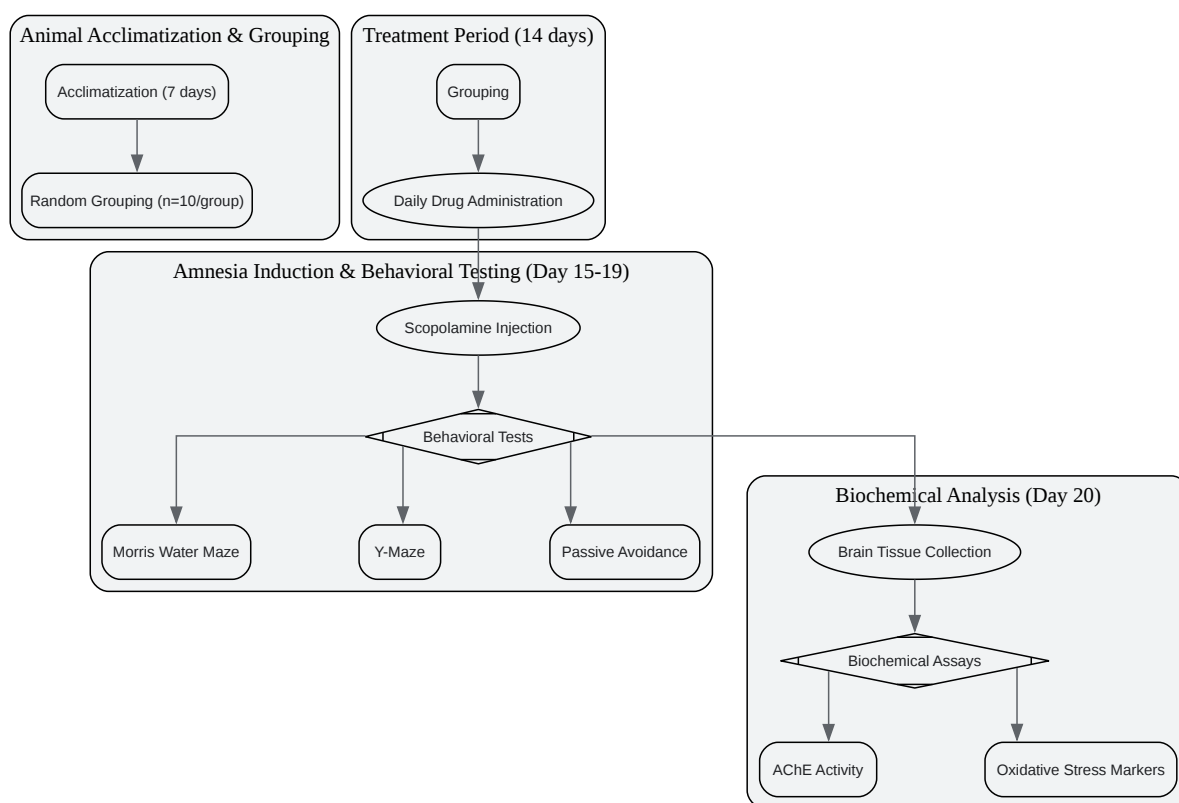 Animal Acclimatization & Grouping
Acclimatization (7 days)
Random Grouping (n=10/group)
Treatment Period (14 days)
Grouping
Daily Drug Administration
Amnesia Induction & Behavioral Testing (Day 15-19)
Scopolamine Injection
Behavioral Tests
Morris Water Maze
Y-Maze
Passive Avoidance
Biochemical Analysis (Day 20)
Brain Tissue Collection
Biochemical Assays
AChE Activity
Oxidative Stress Markers